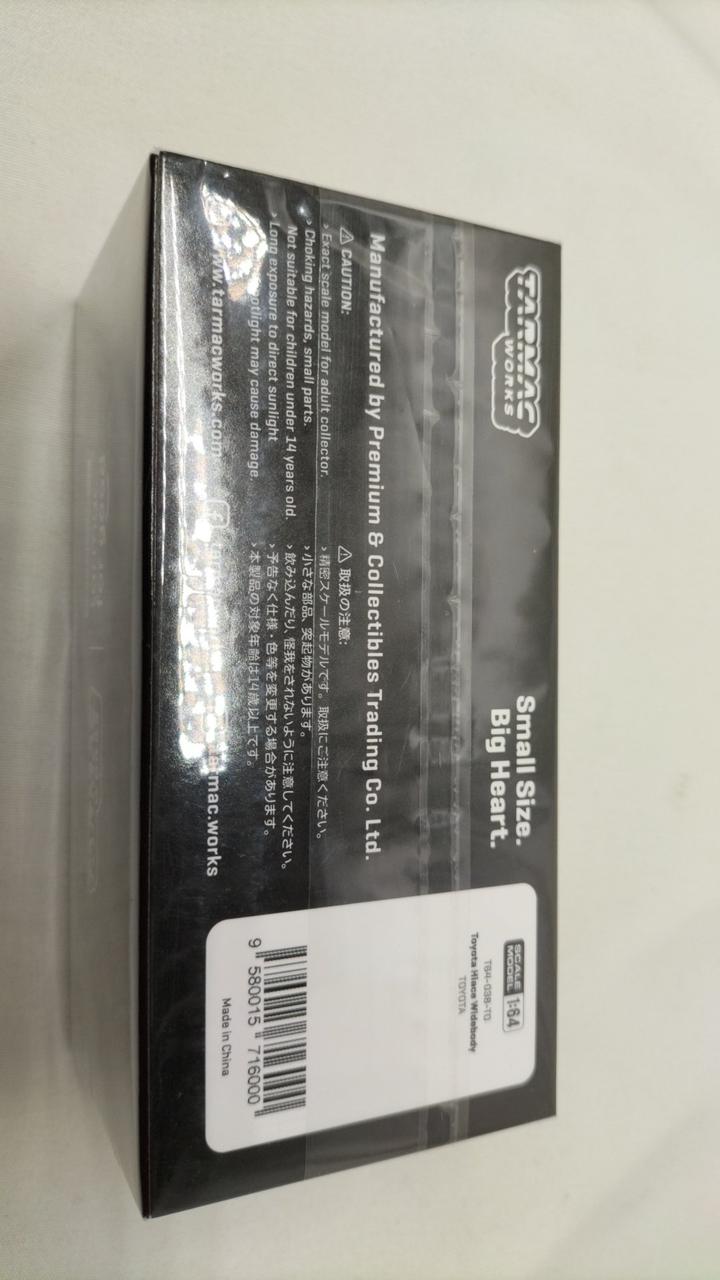 TARMAC
WORKS
Small Size.
Big Heart.
Manufactured by Premium & Collectibles Trading Co. Ltd.
⚠ CAUTION:
› Exact scale model for adult collector.
› Choking hazards, small parts.
Not suitable for children under 14 years old.
› Long exposure to direct sunlight
may cause damage.
⚠ 取扱の注意:
› 精密スケールモデルです。取扱にご注意ください。
› 小さな部品、突起物があります。
› 飲み込んだり、怪我をされないように注意してください。
› 予告なく仕様・色等を変更する場合があります。
› 本製品の対象年齢は14歳以上です。
www.tarmacworks.com
tarmac.works
SCALE
MODEL
1:64
T64-038-TO
Toyota Hiace Widebody
TOYOTA
9 580015 716000
Made in China